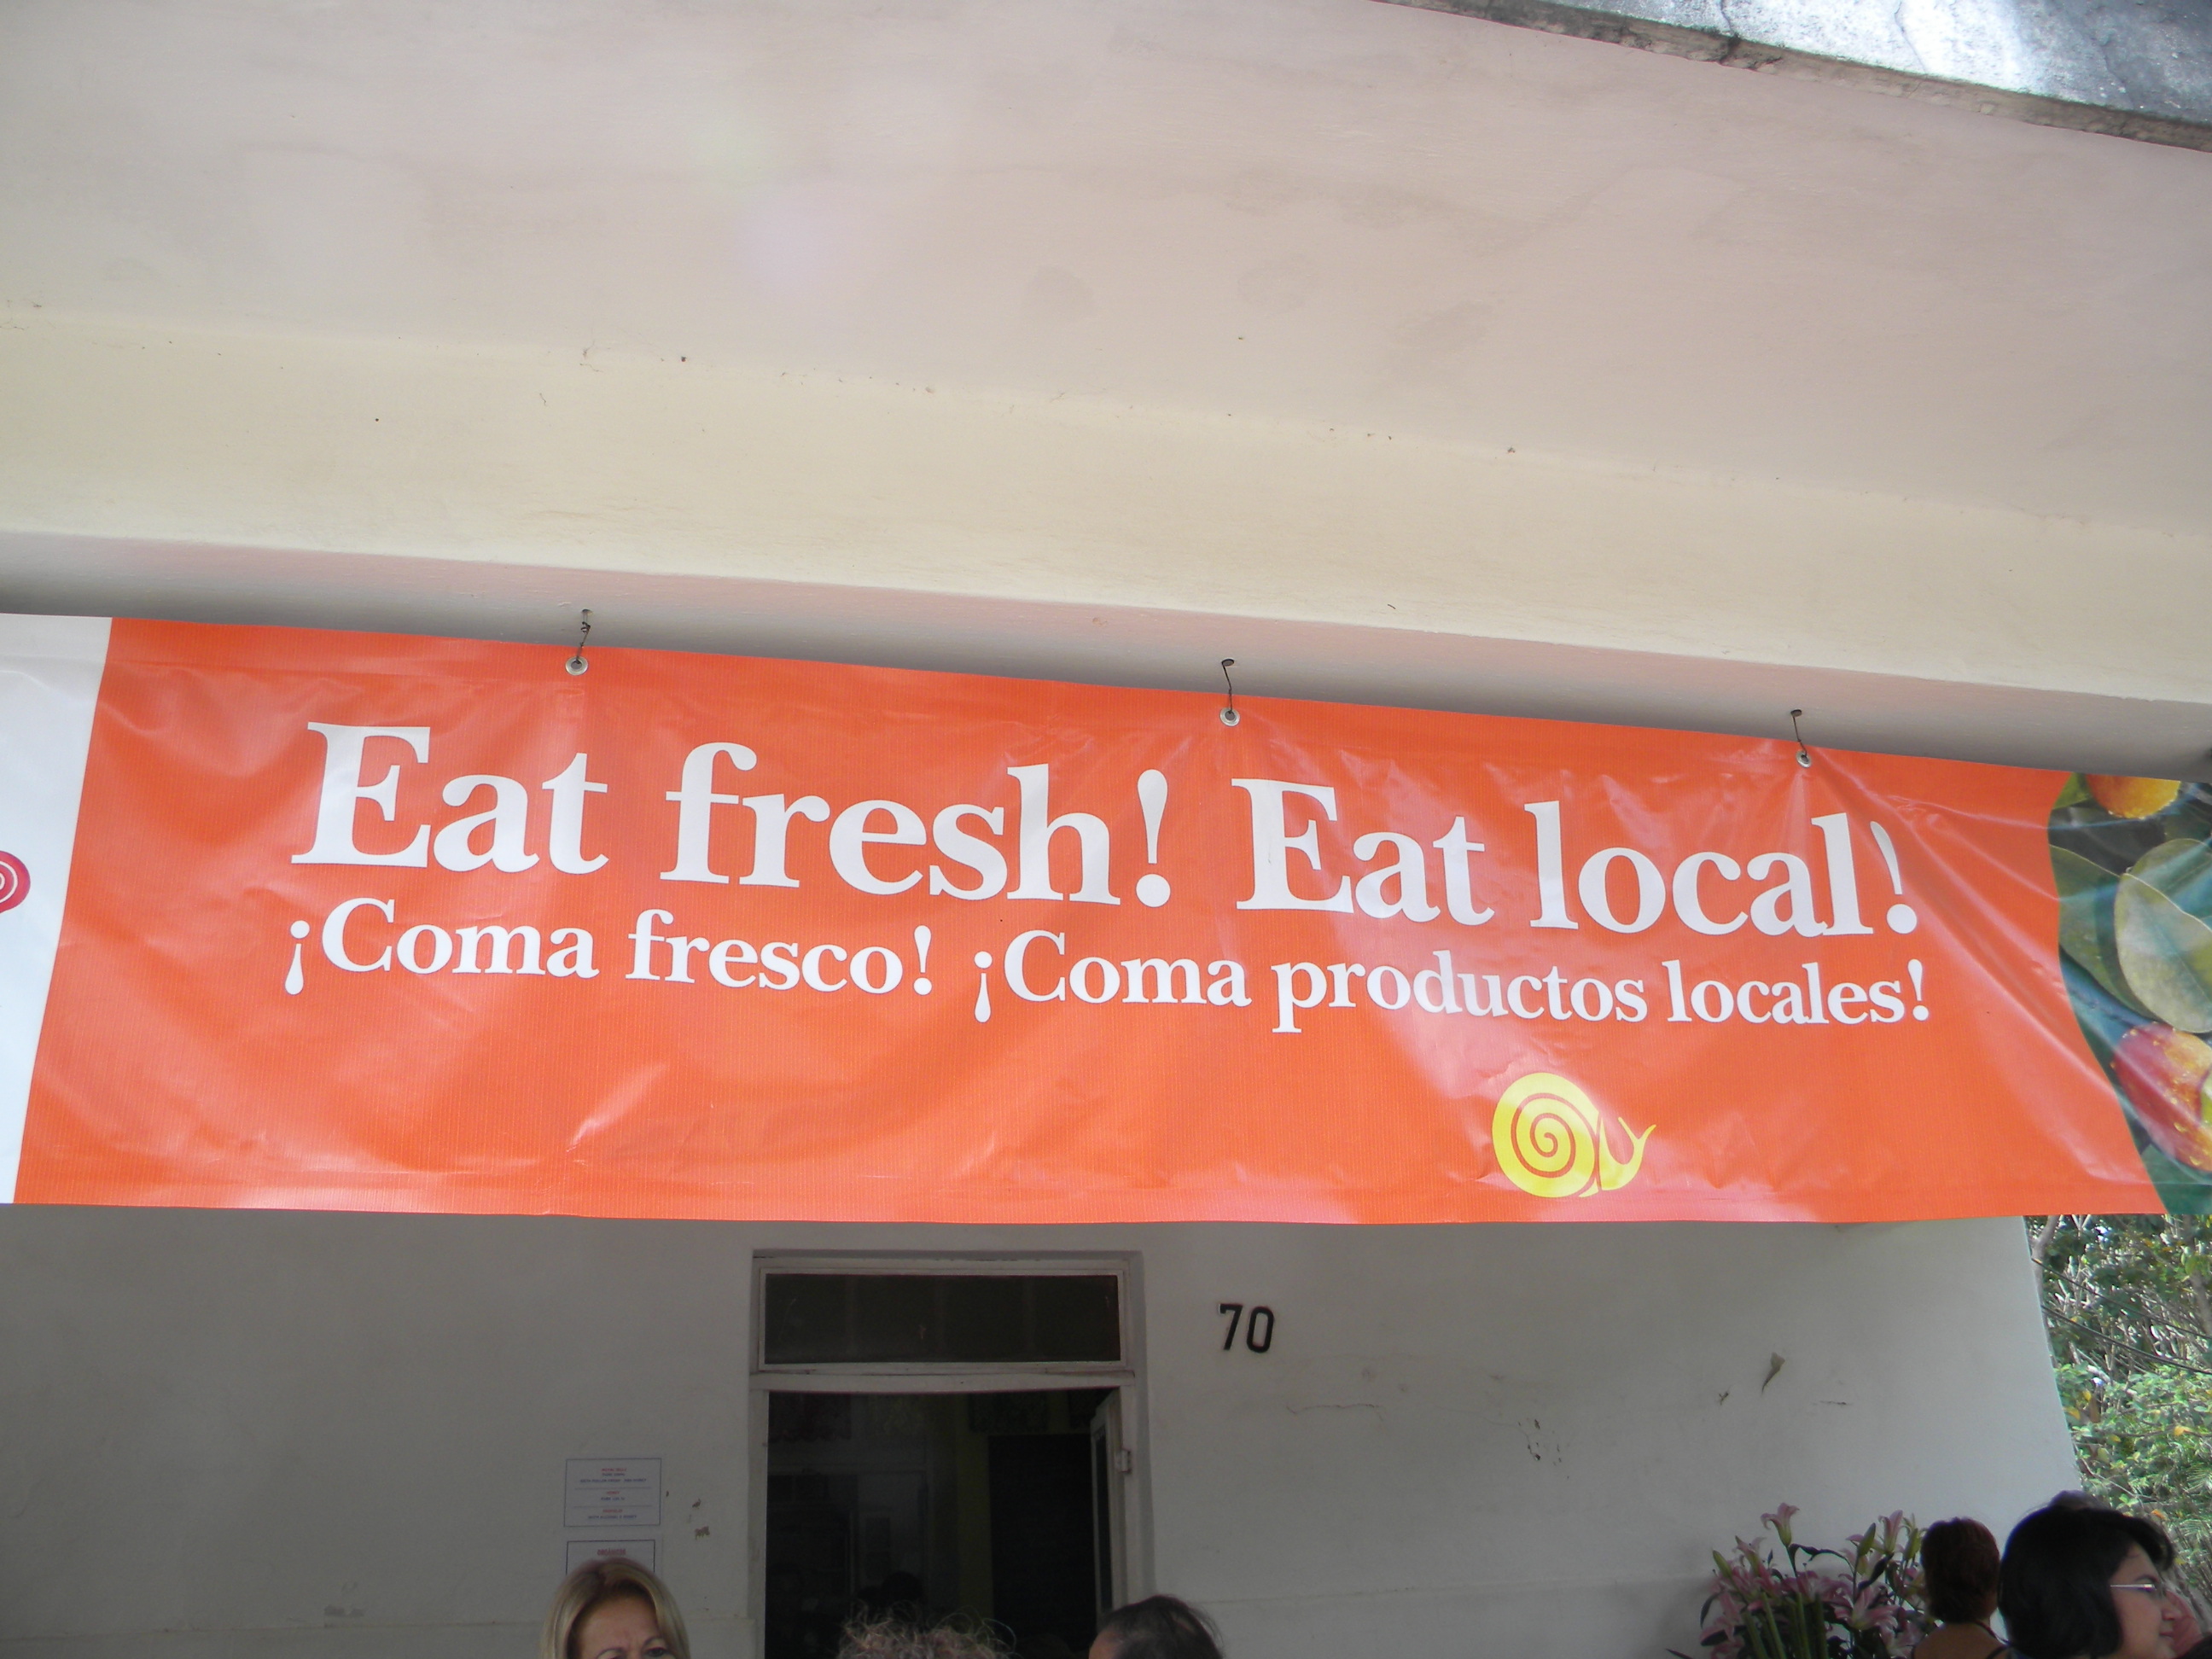 Eat fresh! Eat local!
¡Coma fresco! ¡Coma productos locales!
70